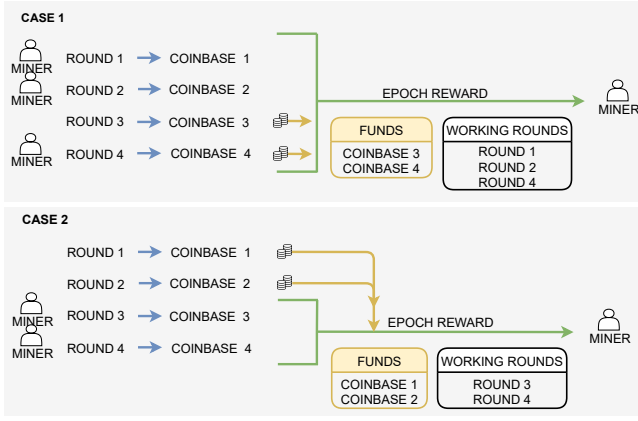 CASE 1
MINER ROUND 1 COINBASE 1
MINER ROUND 2 COINBASE 2
EPOCH REWARD
MINER
ROUND 3 COINBASE 3
MINER ROUND 4 COINBASE 4
FUNDS
COINBASE 3
COINBASE 4
WORKING ROUNDS
ROUND 1
ROUND 2
ROUND 4
CASE 2
ROUND 1 COINBASE 1
ROUND 2 COINBASE 2
MINER ROUND 3 COINBASE 3
MINER ROUND 4 COINBASE 4
EPOCH REWARD
MINER
FUNDS
COINBASE 1
COINBASE 2
WORKING ROUNDS
ROUND 3
ROUND 4